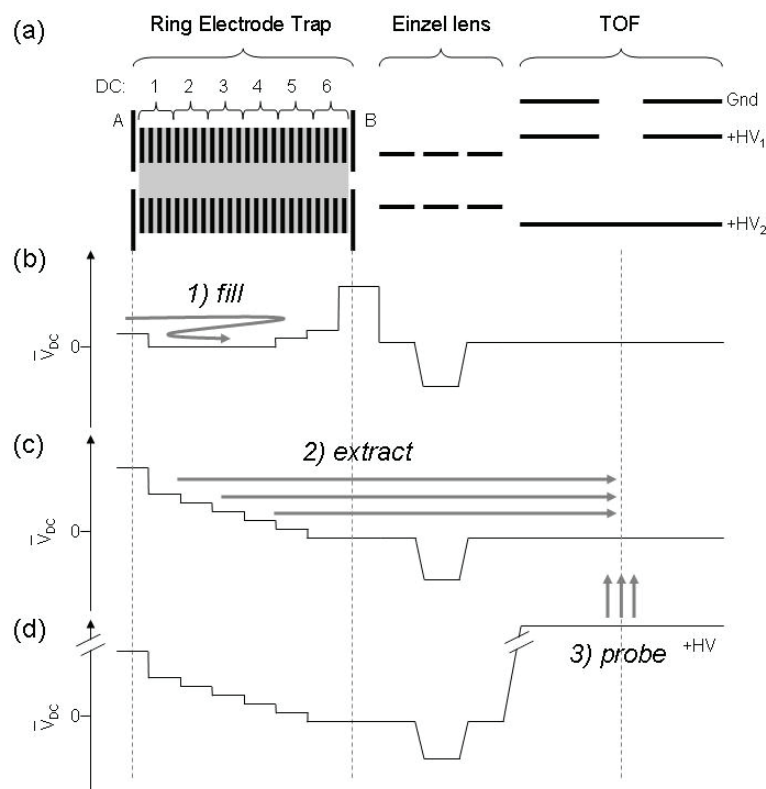 (a)
Ring Electrode Trap Einzel lens TOF
DC: 1 2 3 4 5 6
A B
Gnd
+HV₁
+HV₂
(b)
1) fill
0
V̅DC
(c)
2) extract
0
V̅DC
(d)
3) probe
+HV
0
V̅DC